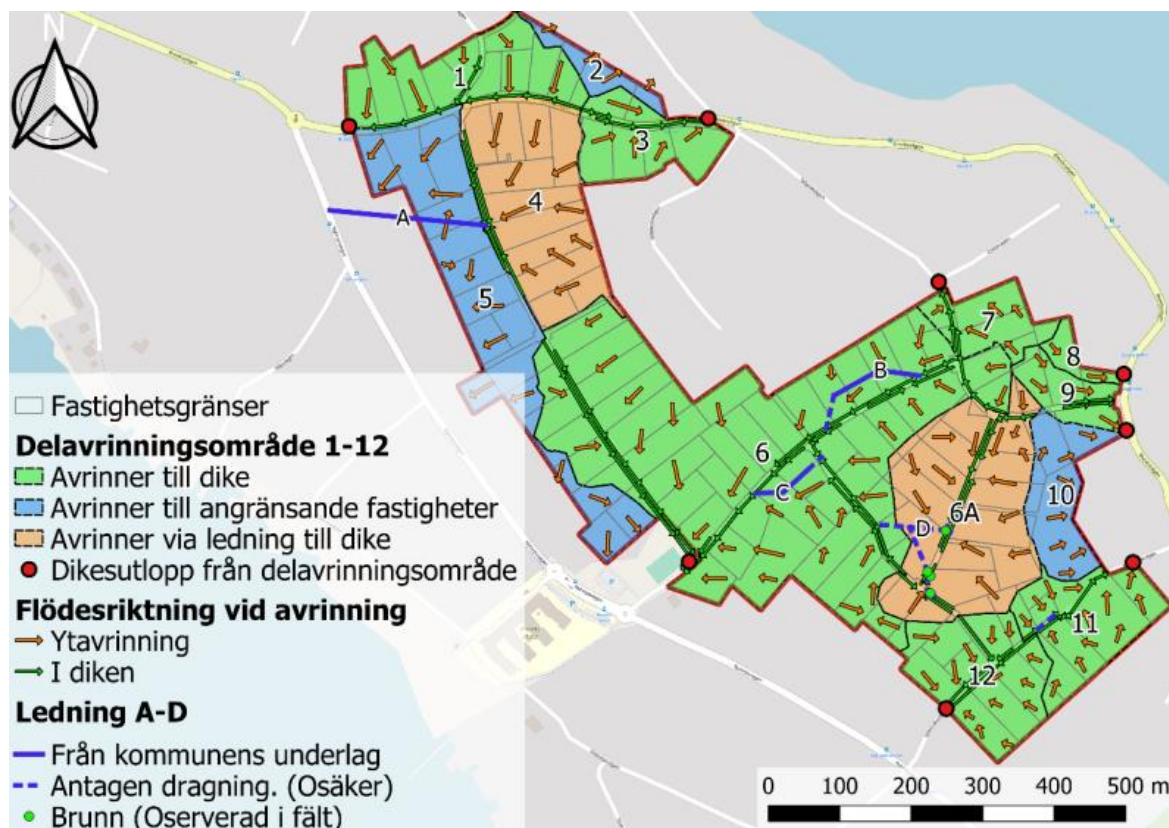 N
1
2
3
4
A
5
7
8
B
9
6
C
10
6A
D
11
12
Fastighetsgränser
Delavrinningsområde 1-12
Avrinner till dike
Avrinner till angränsande fastigheter
Avrinner via ledning till dike
Dikesutlopp från delavrinningsområde
Flödesriktning vid avrinning
Ytavrinning
I diken
Ledning A-D
Från kommunens underlag
Antagen dragning. (Osäker)
Brunn (Oserverad i fält)
0 100 200 300 400 500 m